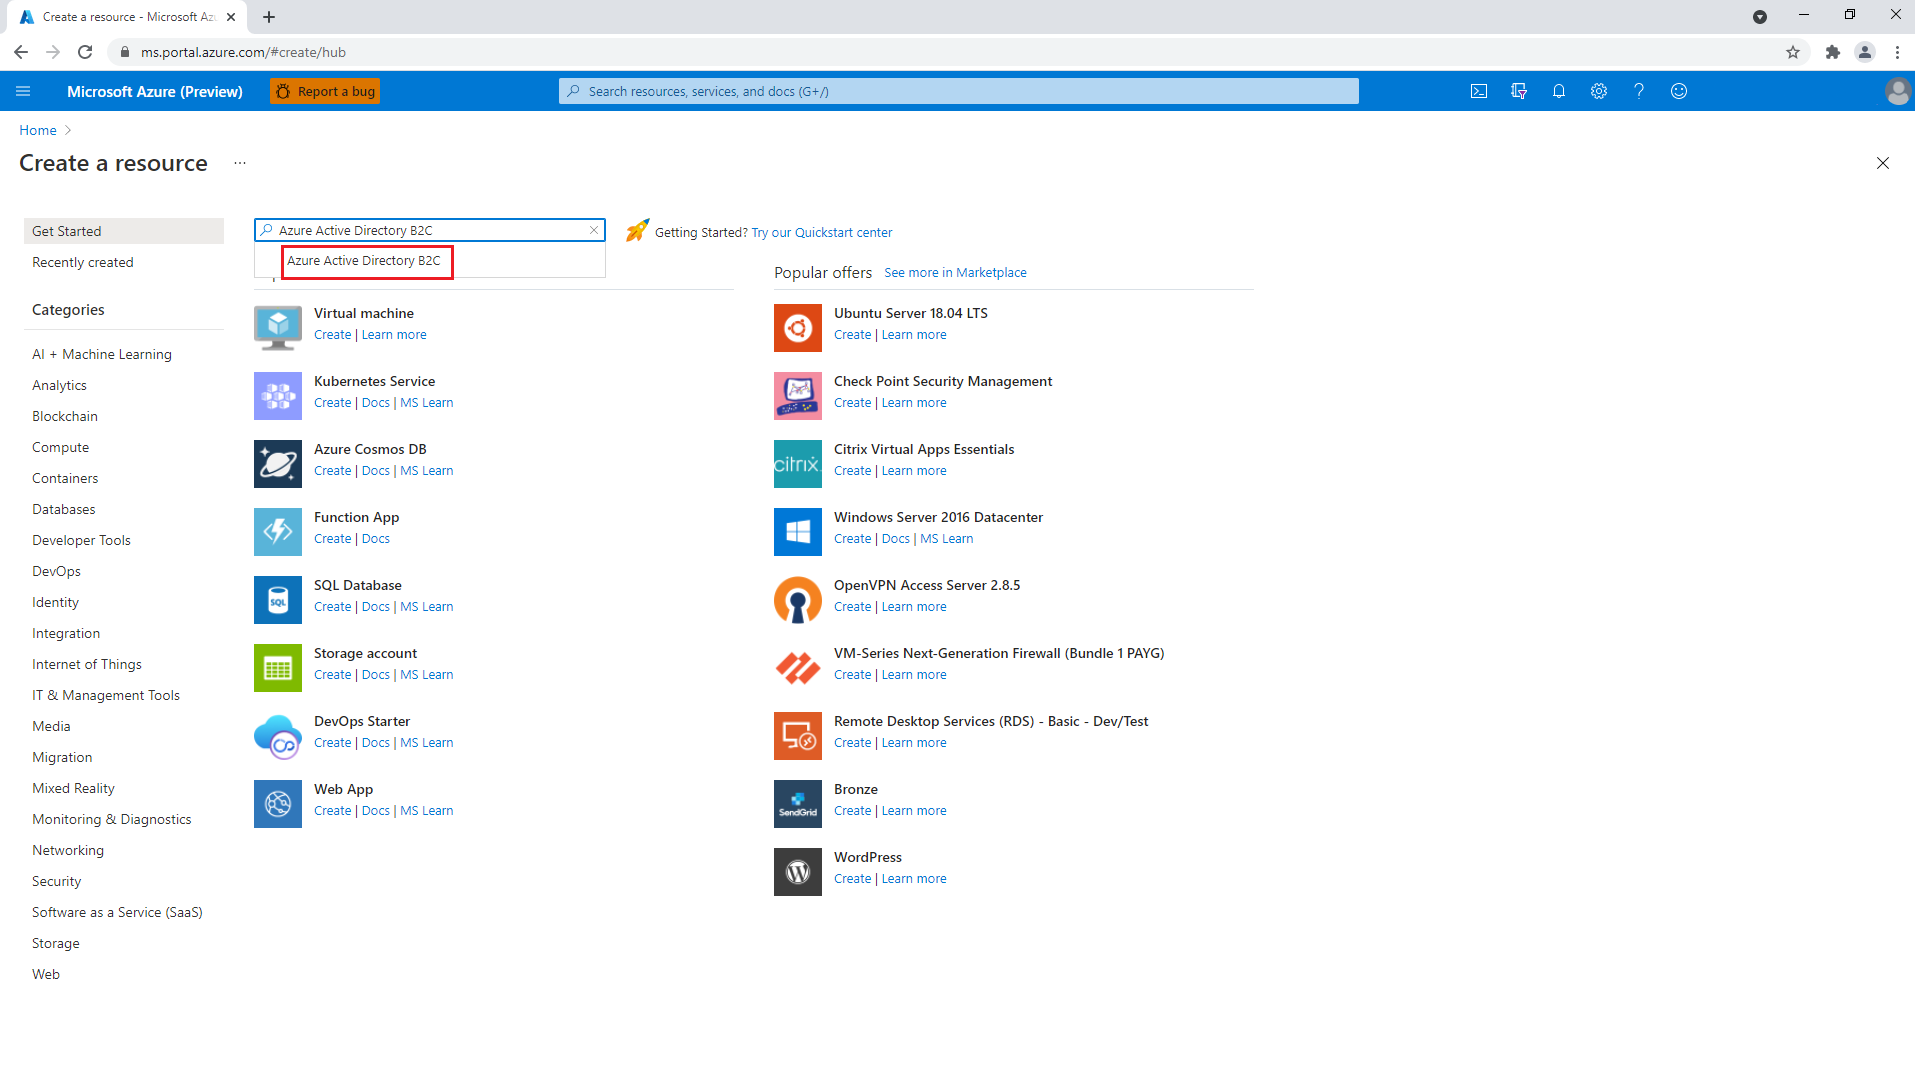 Create a resource - Microsoft Az
ms.portal.azure.com/#create/hub
Microsoft Azure (Preview)
Report a bug
Search resources, services, and docs (G+/)
Home
Create a resource
Get Started
Recently created
Categories
AI + Machine Learning
Analytics
Blockchain
Compute
Containers
Databases
Developer Tools
DevOps
Identity
Integration
Internet of Things
IT & Management Tools
Media
Migration
Mixed Reality
Monitoring & Diagnostics
Networking
Security
Software as a Service (SaaS)
Storage
Web
Azure Active Directory B2C
Azure Active Directory B2C
Getting Started? Try our Quickstart center
Virtual machine
Create | Learn more
Kubernetes Service
Create | Docs | MS Learn
Azure Cosmos DB
Create | Docs | MS Learn
Function App
Create | Docs
SQL
SQL Database
Create | Docs | MS Learn
Storage account
Create | Docs | MS Learn
DevOps Starter
Create | Docs | MS Learn
Web App
Create | Docs | MS Learn
Popular offers See more in Marketplace
Ubuntu Server 18.04 LTS
Create | Learn more
Check Point Security Management
Create | Learn more
citrix
Citrix Virtual Apps Essentials
Create | Learn more
Windows Server 2016 Datacenter
Create | Docs | MS Learn
OpenVPN Access Server 2.8.5
Create | Learn more
VM-Series Next-Generation Firewall (Bundle 1 PAYG)
Create | Learn more
Remote Desktop Services (RDS) - Basic - Dev/Test
Create | Learn more
SendGrid
Bronze
Create | Learn more
WordPress
Create | Learn more